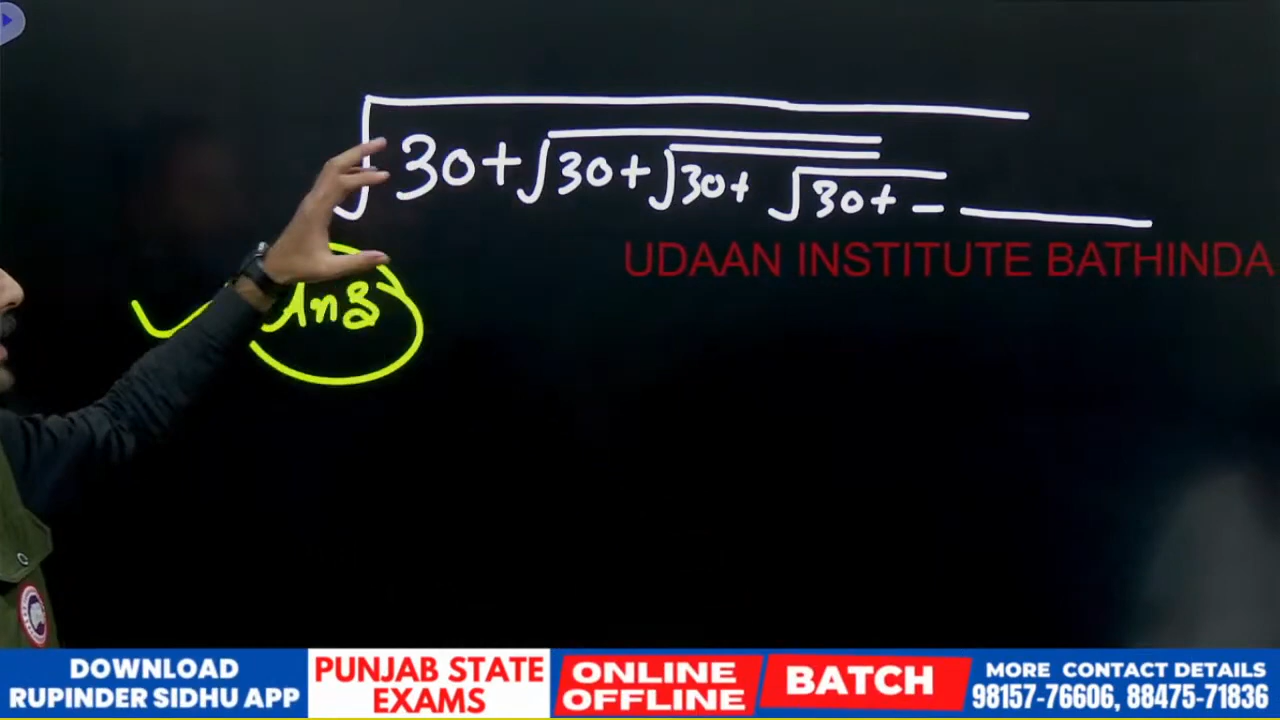 √30+√30+√30+ √30+ – ———
UDAAN INSTITUTE BATHINDA
Ans
DOWNLOAD
RUPINDER SIDHU APP
PUNJAB STATE
EXAMS
ONLINE
OFFLINE
BATCH
MORE CONTACT DETAILS
98157-76606, 88475-71836